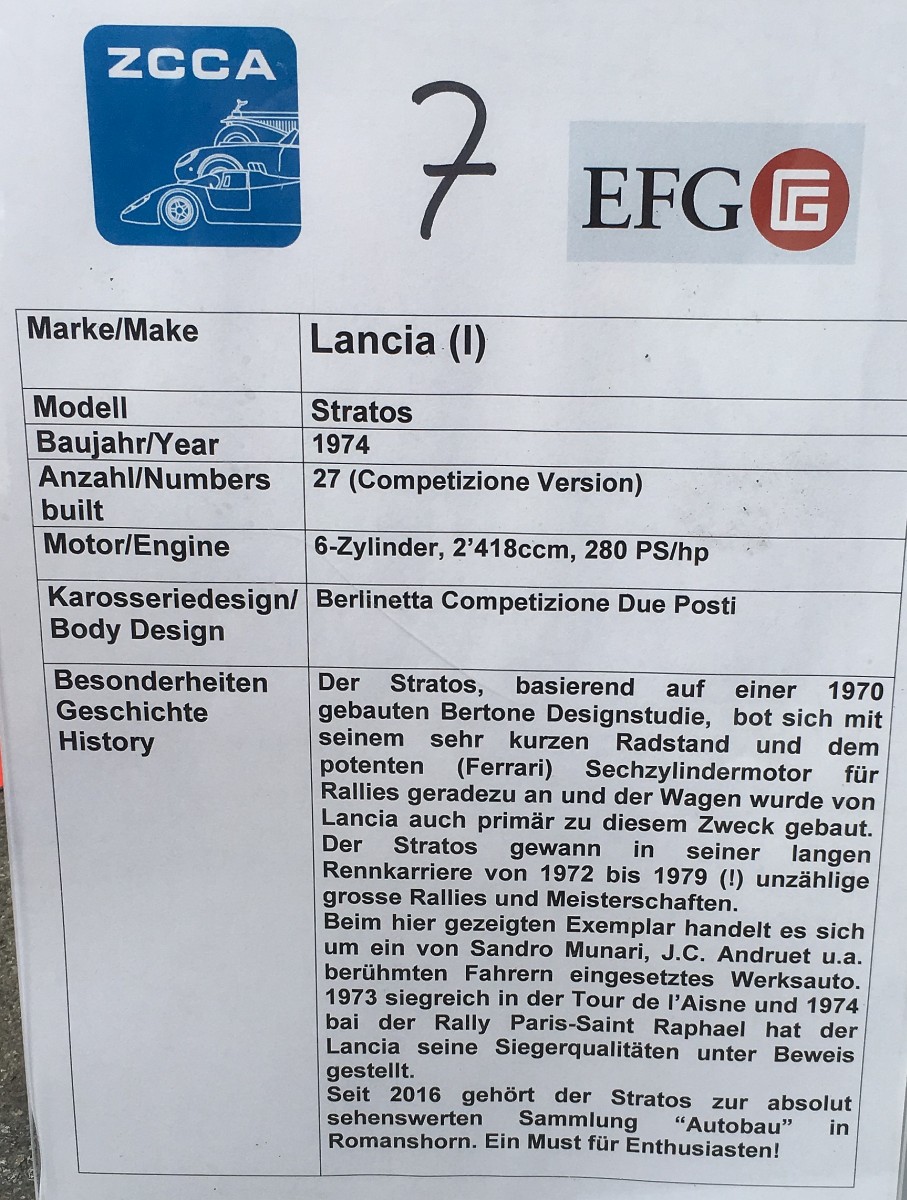 ZCCA
7
EFG
Marke/Make
Lancia (I)
Modell
Stratos
Baujahr/Year
1974
Anzahl/Numbers
built
27 (Competizione Version)
Motor/Engine
6-Zylinder, 2’418ccm, 280 PS/hp
Karosseriedesign/
Body Design
Berlinetta Competizione Due Posti
Besonderheiten
Geschichte
History
Der Stratos, basierend auf einer 1970
gebauten Bertone Designstudie, bot sich mit
seinem sehr kurzen Radstand und dem
potenten (Ferrari) Sechzylindermotor für
Rallies geradezu an und der Wagen wurde von
Lancia auch primär zu diesem Zweck gebaut.
Der Stratos gewann in seiner langen
Rennkarriere von 1972 bis 1979 (!) unzählige
grosse Rallies und Meisterschaften.
Beim hier gezeigten Exemplar handelt es sich
um ein von Sandro Munari, J.C. Andruet u.a.
berühmten Fahrern eingesetztes Werksauto.
1973 siegreich in der Tour de l’Aisne und 1974
bai der Rally Paris-Saint Raphael hat der
Lancia seine Siegerqualitäten unter Beweis
gestellt.
Seit 2016 gehört der Stratos zur absolut
sehenswerten Sammlung “Autobau” in
Romanshorn. Ein Must für Enthusiasten!